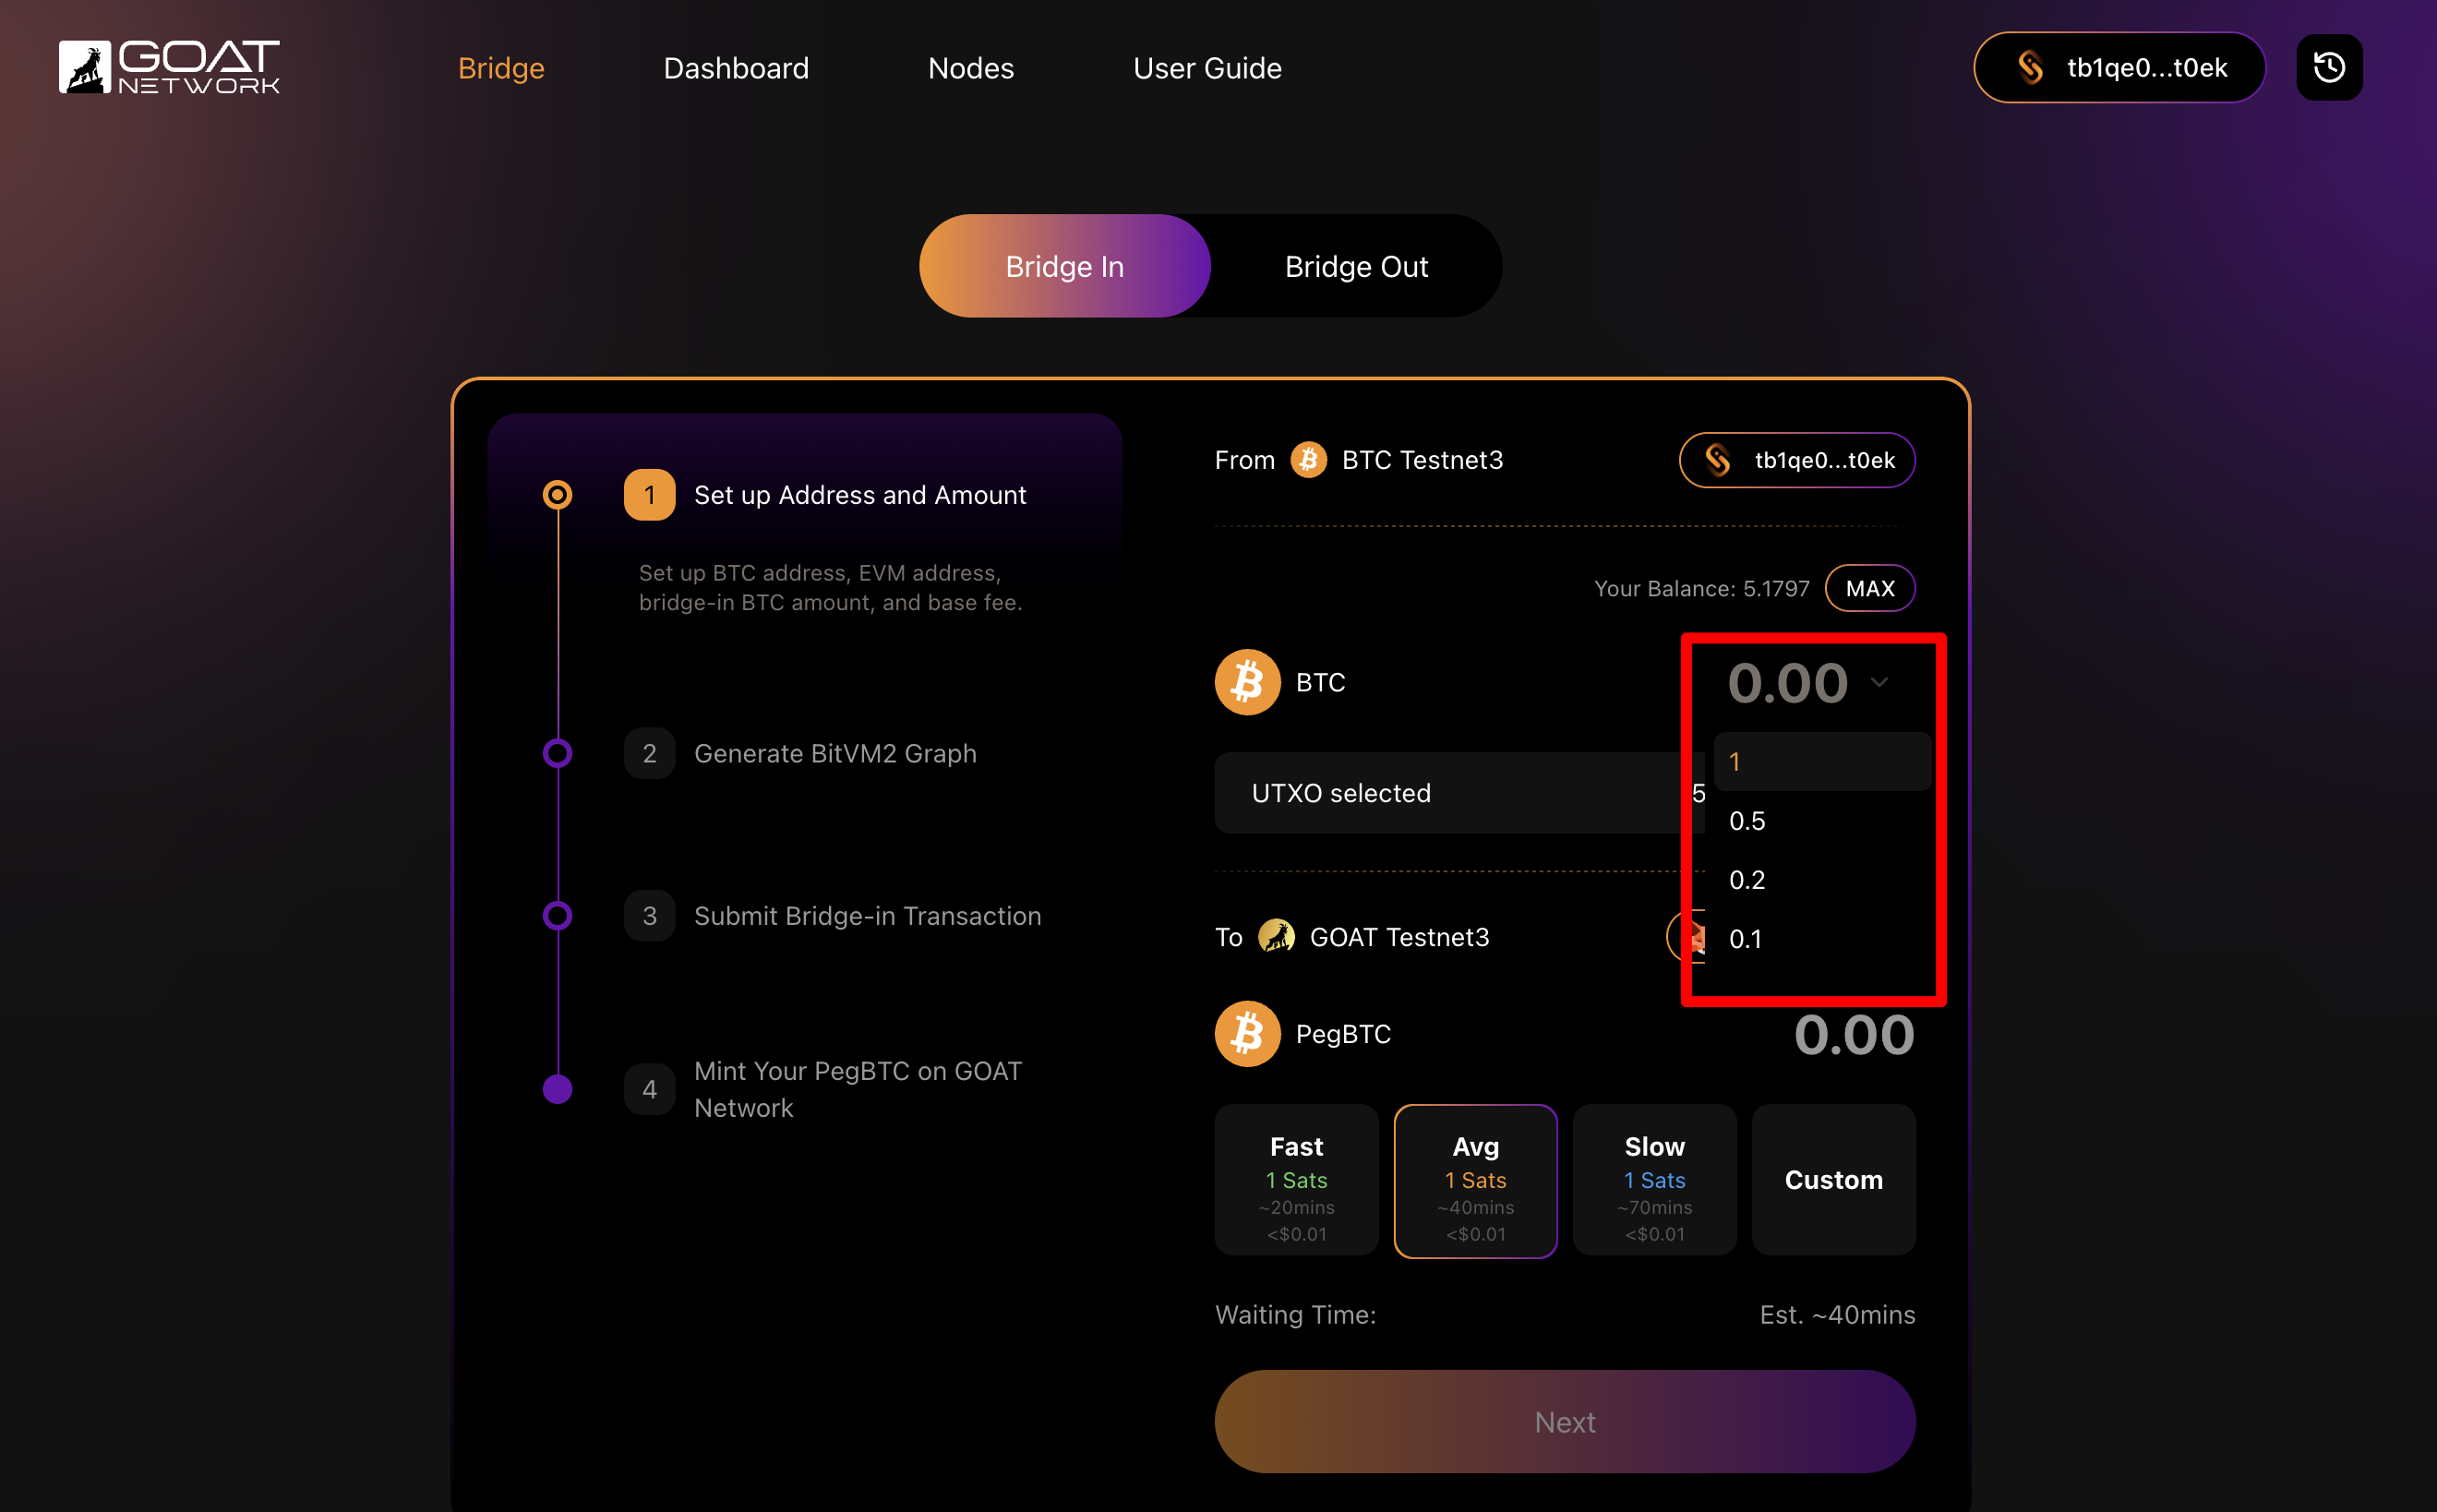 GOAT
NETWORK
Bridge
Dashboard
Nodes
User Guide
tb1qe0...t0ek
Bridge In
Bridge Out
1
Set up Address and Amount
Set up BTC address, EVM address,
bridge-in BTC amount, and base fee.
2
Generate BitVM2 Graph
3
Submit Bridge-in Transaction
4
Mint Your PegBTC on GOAT
Network
From
BTC Testnet3
tb1qe0...t0ek
Your Balance: 5.1797
MAX
BTC
0.00
UTXO selected
5
1
0.5
0.2
0.1
To
GOAT Testnet3
PegBTC
0.00
Fast
1 Sats
~20mins
<$0.01
Avg
1 Sats
~40mins
<$0.01
Slow
1 Sats
~70mins
<$0.01
Custom
Waiting Time:
Est. ~40mins
Next